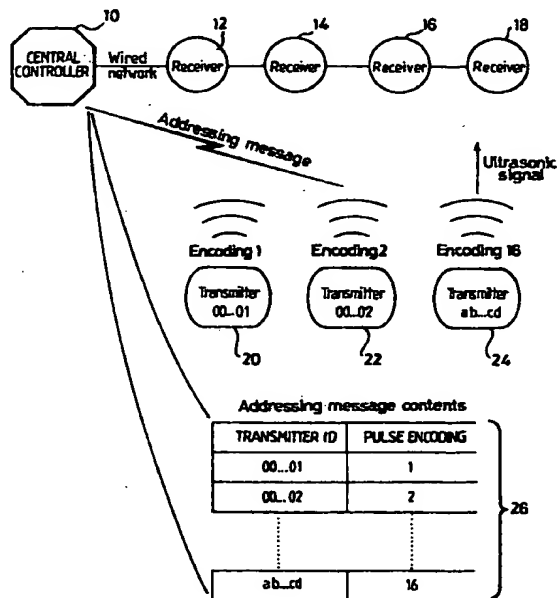 10
12
14
16
18
CENTRAL
CONTROLLER
Wired
network
Receiver
Receiver
Receiver
Receiver
Addressing message
Ultrasonic
signal
Encoding 1
Encoding 2
Encoding 16
Transmitter
00...01
Transmitter
00...02
Transmitter
ab...cd
20
22
24
Addressing message contents
TRANSMITTER ID
PULSE ENCODING
00...01
1
00...02
2
26
ab...cd
16